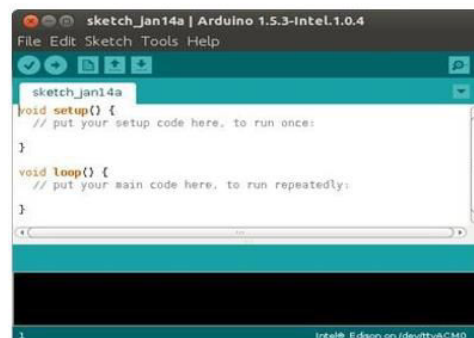 sketch_jan14a | Arduino 1.5.3-Intel.1.0.4
File Edit Sketch Tools Help
sketch_jan14a
void setup() {
// put your setup code here, to run once:
}
void loop() {
// put your main code here, to run repeatedly:
}
1
Intel® Edison on /dev/ttyACM0